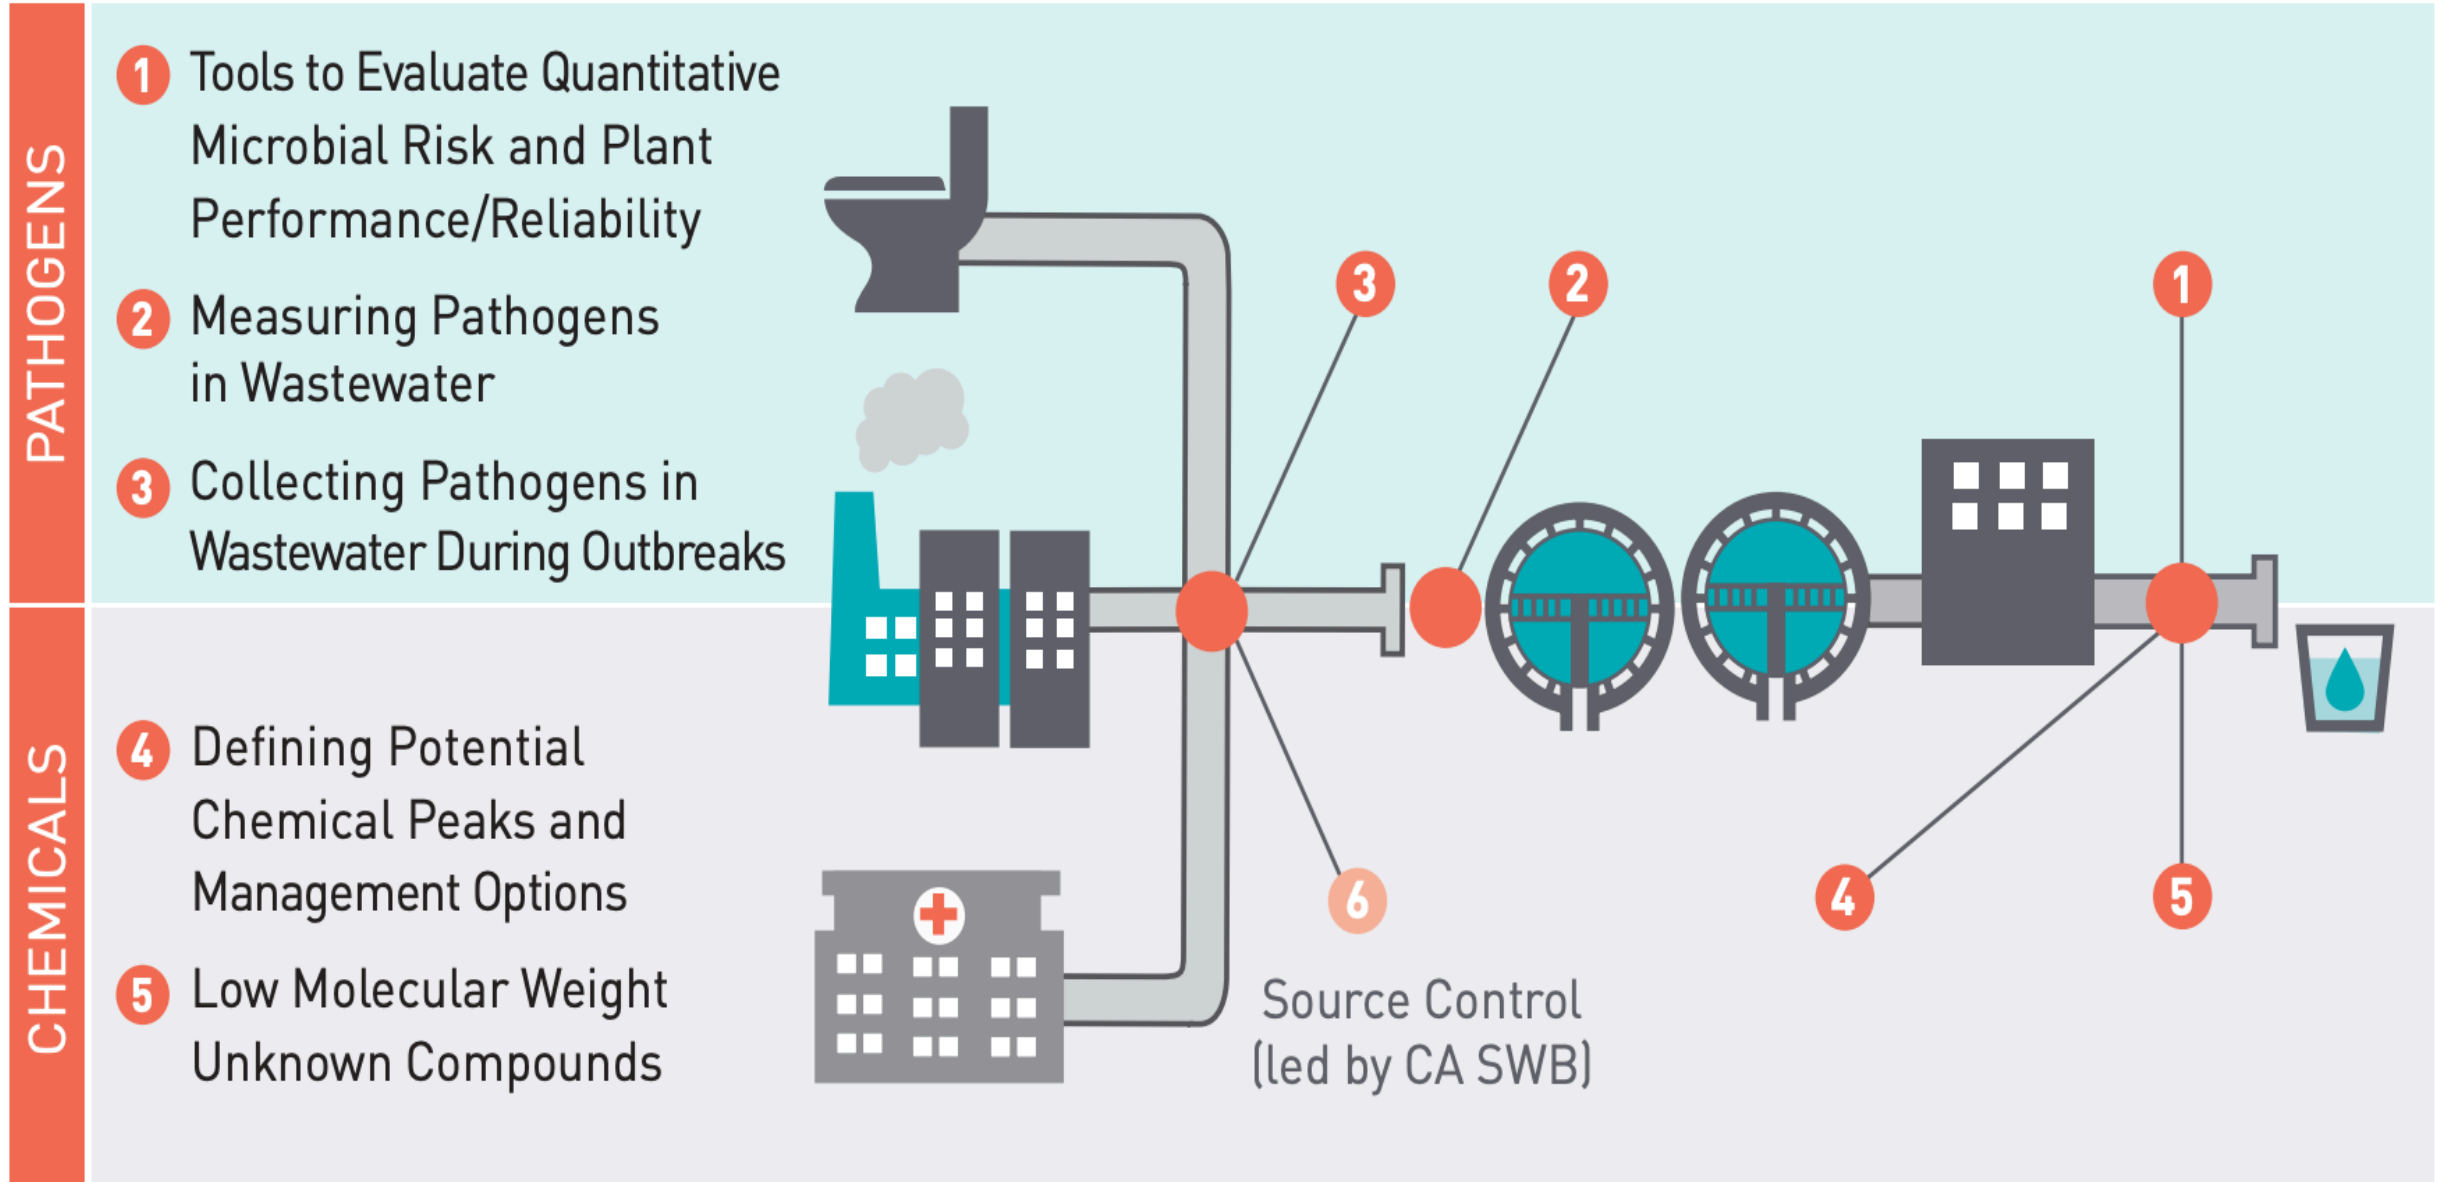 PATHOGENS
1 Tools to Evaluate Quantitative
Microbial Risk and Plant
Performance/Reliability
2 Measuring Pathogens
in Wastewater
3 Collecting Pathogens in
Wastewater During Outbreaks
CHEMICALS
4 Defining Potential
Chemical Peaks and
Management Options
5 Low Molecular Weight
Unknown Compounds
3
2
1
6
4
5
Source Control
(led by CA SWB)